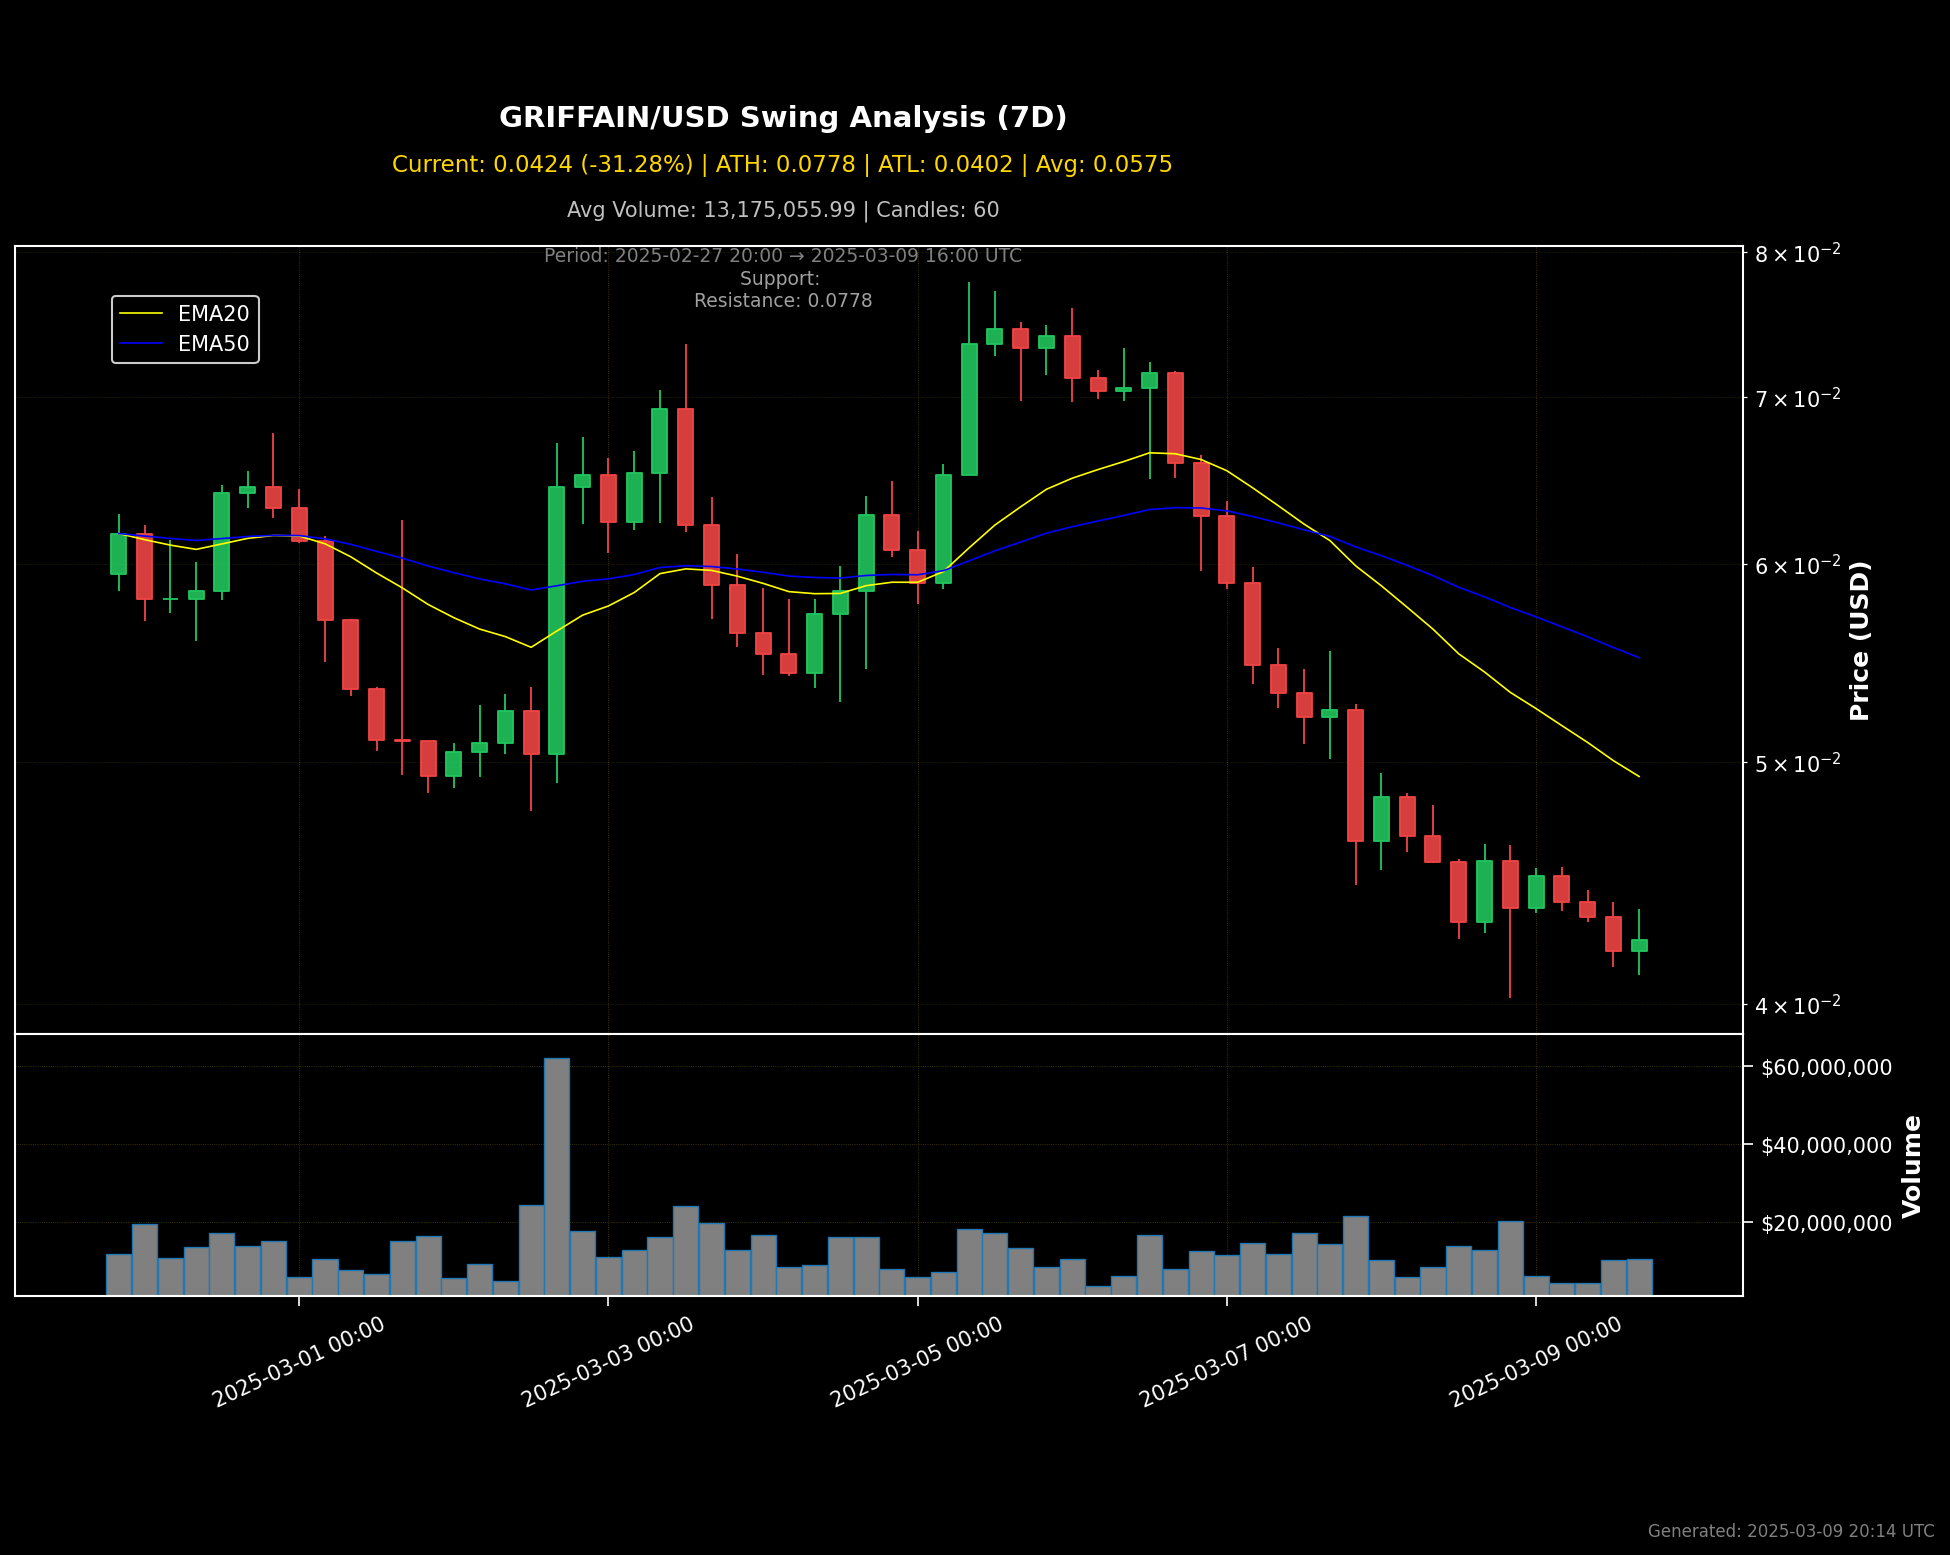 GRIFFAIN/USD Swing Analysis (7D)
Current: 0.0424 (-31.28%) | ATH: 0.0778 | ATL: 0.0402 | Avg: 0.0575
Avg Volume: 13,175,055.99 | Candles: 60
Period: 2025-02-27 20:00 → 2025-03-09 16:00 UTC
Support:
Resistance: 0.0778
EMA20
EMA50
8 × 10⁻²
7 × 10⁻²
6 × 10⁻²
5 × 10⁻²
4 × 10⁻²
Price (USD)
$60,000,000
$40,000,000
$20,000,000
Volume
2025-03-01 00:00
2025-03-03 00:00
2025-03-05 00:00
2025-03-07 00:00
2025-03-09 00:00
Generated: 2025-03-09 20:14 UTC